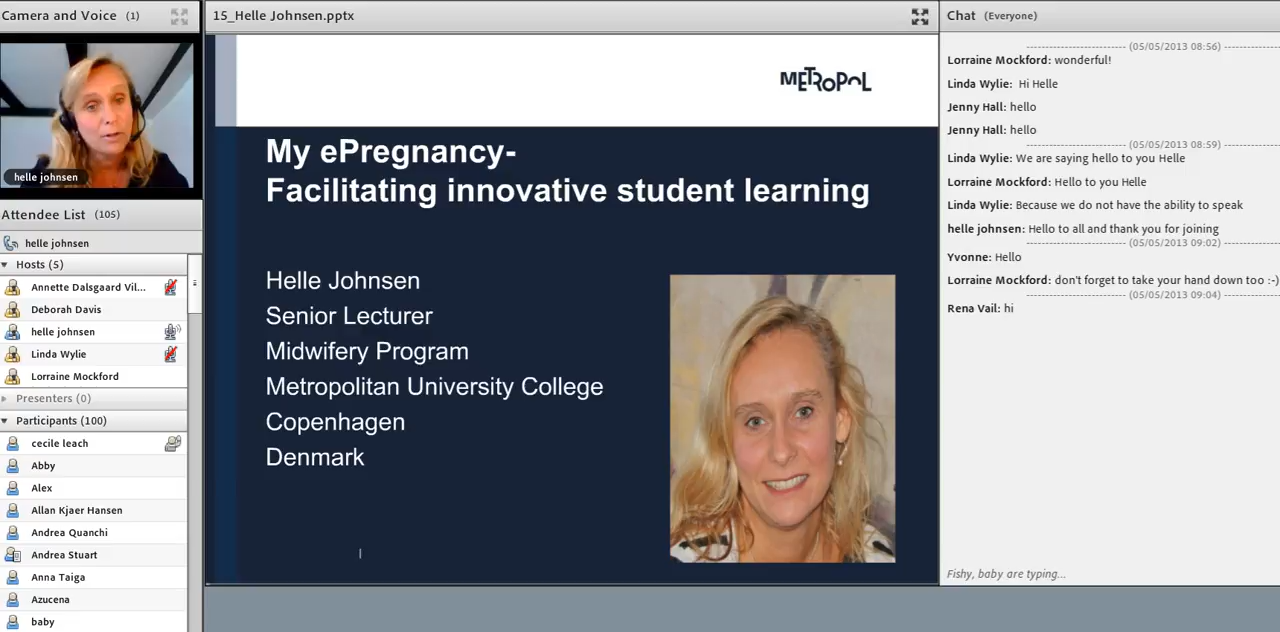 Camera and Voice (1)
helle johnsen
Attendee List (105)
helle johnsen
Hosts (5)
Annette Dalsgaard Vil...
Deborah Davis
helle johnsen
Linda Wylie
Lorraine Mockford
Presenters (0)
Participants (100)
cecile leach
Abby
Alex
Allan Kjaer Hansen
Andrea Quanchi
Andrea Stuart
Anna Taiga
Azucena
baby
15_Helle Johnsen.pptx
METROPOL
My ePregnancy-
Facilitating innovative student learning
Helle Johnsen
Senior Lecturer
Midwifery Program
Metropolitan University College
Copenhagen
Denmark
Chat (Everyone)
(05/05/2013 08:56)
Lorraine Mockford: wonderful!
Linda Wylie: Hi Helle
Jenny Hall: hello
Jenny Hall: hello
(05/05/2013 08:59)
Linda Wylie: We are saying hello to you Helle
Lorraine Mockford: Hello to you Helle
Linda Wylie: Because we do not have the ability to speak
helle johnsen: Hello to all and thank you for joining
(05/05/2013 09:02)
Yvonne: Hello
Lorraine Mockford: don't forget to take your hand down too :-)
(05/05/2013 09:04)
Rena Vail: hi
Fishy, baby are typing...